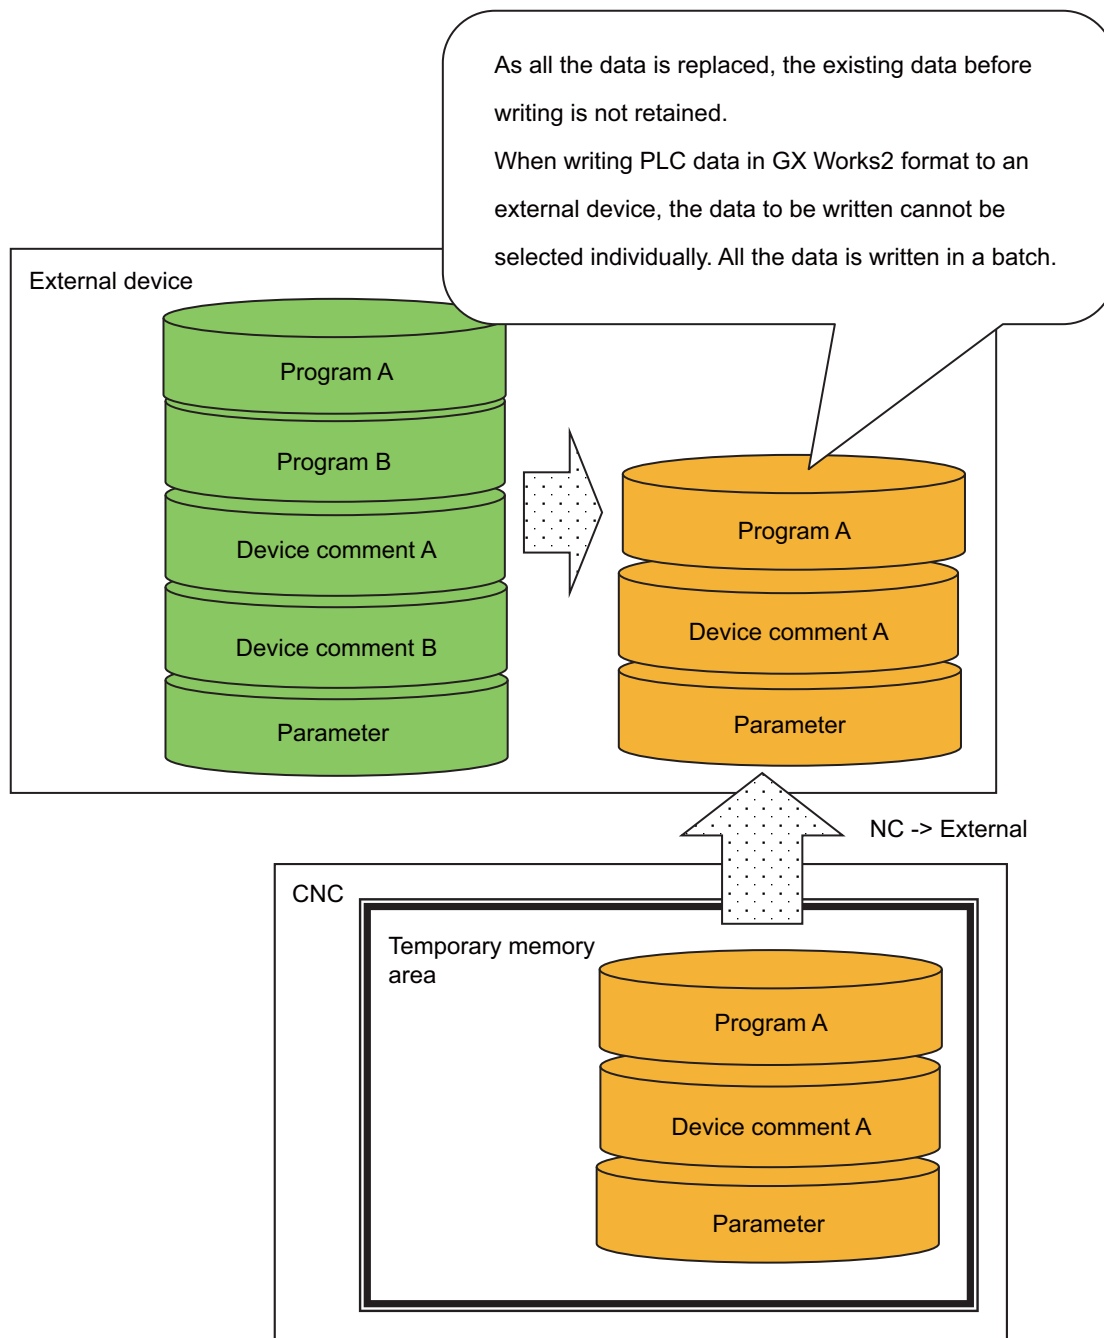 As all the data is replaced, the existing data before
writing is not retained.
When writing PLC data in GX Works2 format to an
external device, the data to be written cannot be
selected individually. All the data is written in a batch.
External device
Program A
Program B
Device comment A
Device comment B
Parameter
Program A
Device comment A
Parameter
NC -> External
CNC
Temporary memory
area
Program A
Device comment A
Parameter